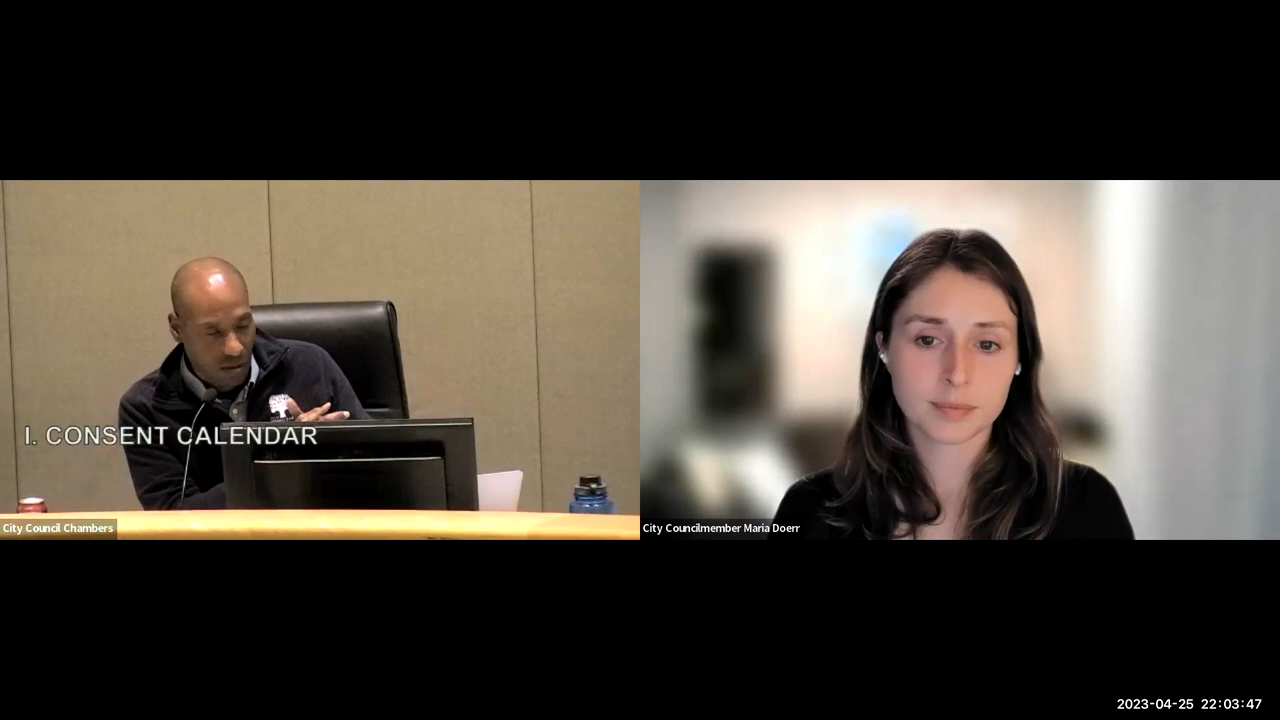 I. CONSENT CALENDAR
City Council Chambers
City Councilmember Maria Doerr
2023-04-25 22:03:47